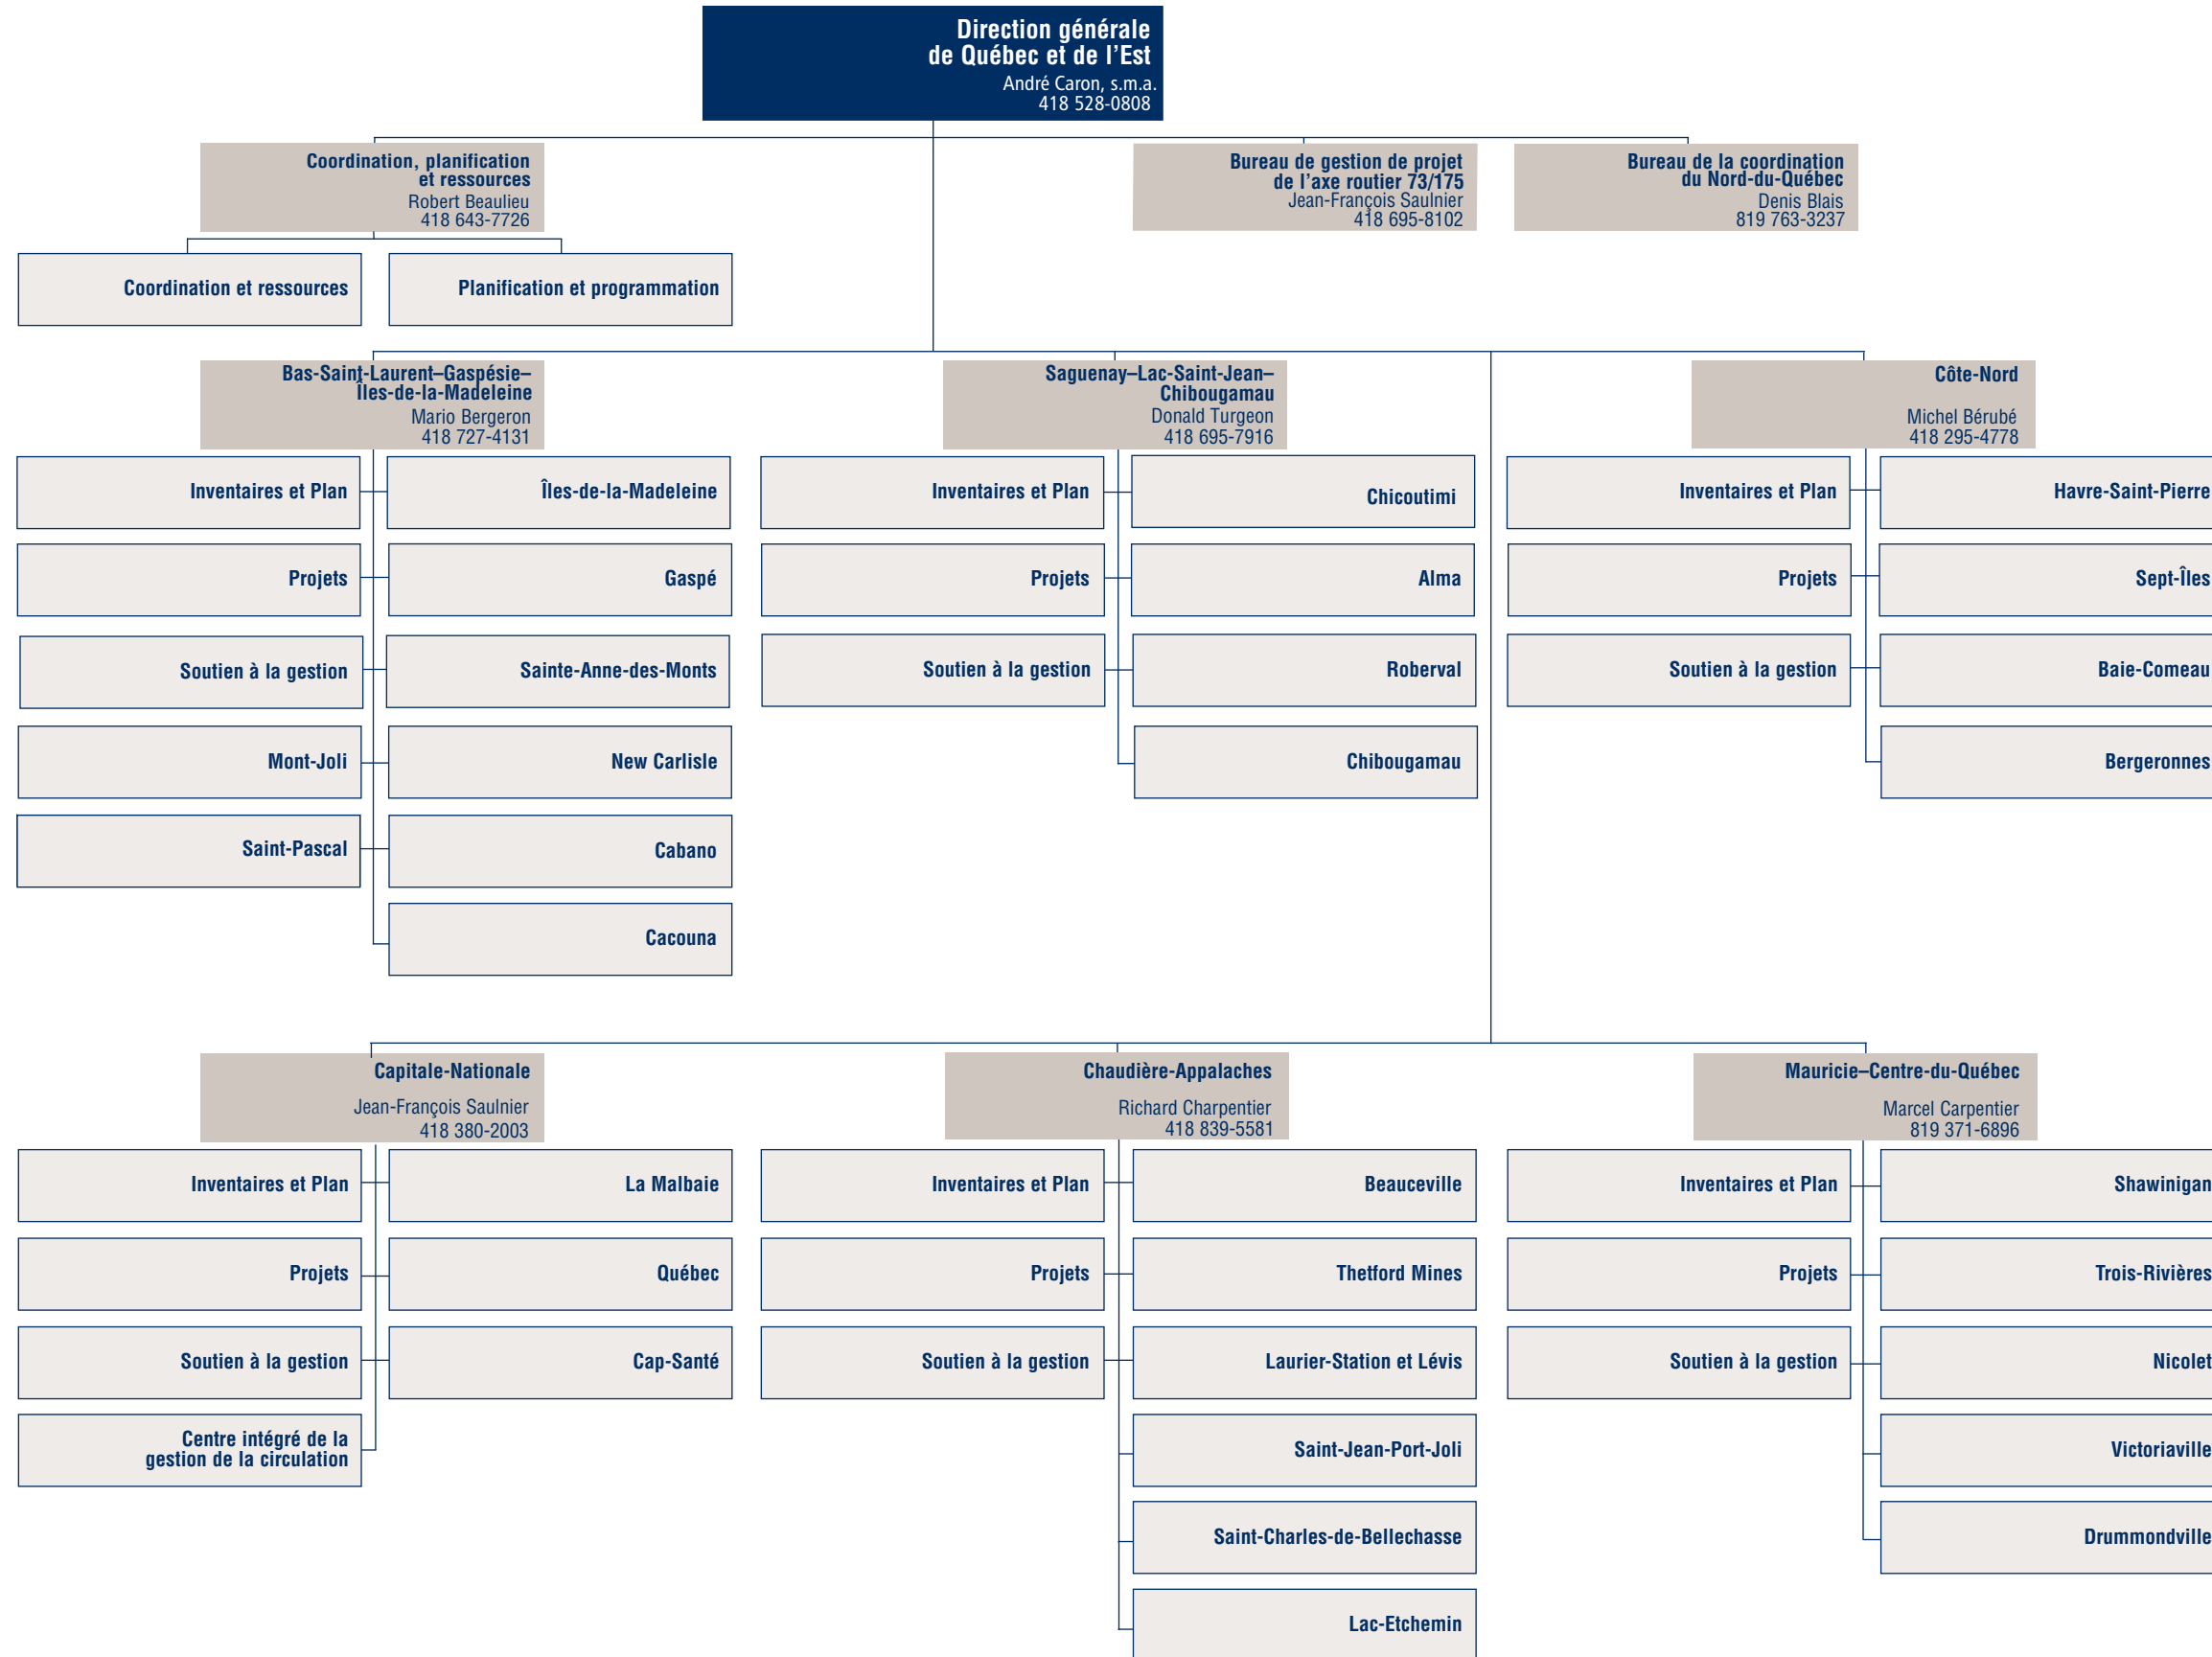 Direction générale
de Québec et de l'Est
André Caron, s.m.a.
418 528-0808
Coordination, planification
et ressources
Robert Beaulieu
418 643-7726
Bureau de gestion de projet
de l'axe routier 73/175
Jean-François Saulnier
418 695-8102
Bureau de la coordination
du Nord-du-Québec
Denis Blais
819 763-3237
Coordination et ressources
Planification et programmation
Bas-Saint-Laurent–Gaspésie–
Îles-de-la-Madeleine
Mario Bergeron
418 727-4131
Inventaires et Plan
Îles-de-la-Madeleine
Projets
Gaspé
Soutien à la gestion
Sainte-Anne-des-Monts
Mont-Joli
New Carlisle
Saint-Pascal
Cabano
Cacouna
Saguenay–Lac-Saint-Jean–
Chibougamau
Donald Turgeon
418 695-7916
Inventaires et Plan
Chicoutimi
Projets
Alma
Soutien à la gestion
Roberval
Chibougamau
Côte-Nord
Michel Bérubé
418 295-4778
Inventaires et Plan
Havre-Saint-Pierre
Projets
Sept-Îles
Soutien à la gestion
Baie-Comeau
Bergeronnes
Capitale-Nationale
Jean-François Saulnier
418 380-2003
Inventaires et Plan
La Malbaie
Projets
Québec
Soutien à la gestion
Cap-Santé
Centre intégré de la
gestion de la circulation
Chaudière-Appalaches
Richard Charpentier
418 839-5581
Inventaires et Plan
Beauceville
Projets
Thetford Mines
Soutien à la gestion
Laurier-Station et Lévis
Saint-Jean-Port-Joli
Saint-Charles-de-Bellechasse
Lac-Etchemin
Mauricie–Centre-du-Québec
Marcel Carpentier
819 371-6896
Inventaires et Plan
Shawinigan
Projets
Trois-Rivières
Soutien à la gestion
Nicolet
Victoriaville
Drummondville